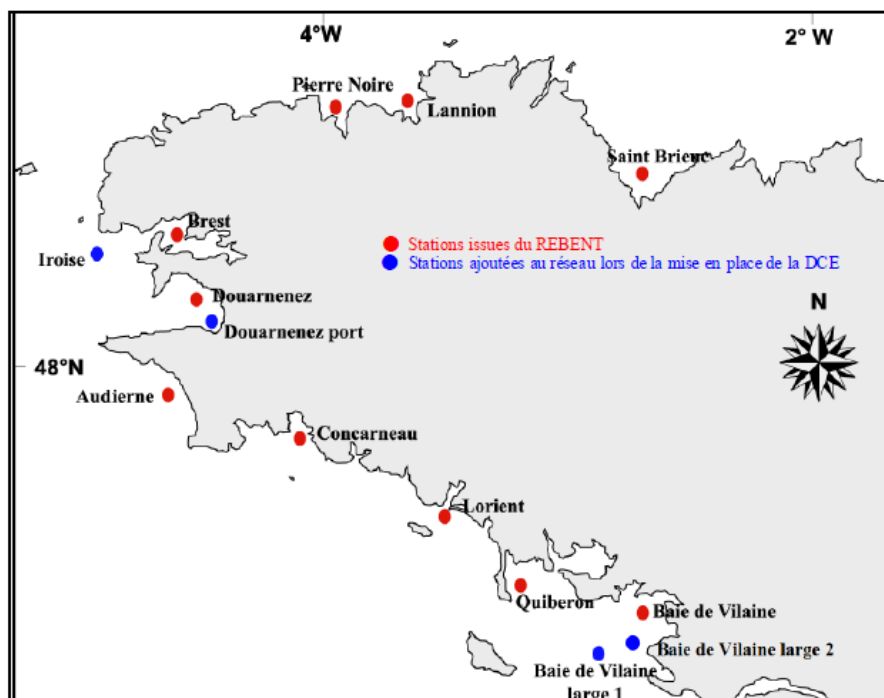 4°W
2° W
Pierre Noire
Lannion
Saint Brieuc
Brest
Stations issues du REBENT
Iroise
Stations ajoutées au réseau lors de la mise en place de la DCE
Douarnenez
N
Douarnenez port
48°N
Audierne
Concarneau
Lorient
Quiberon
Baie de Vilaine
Baie de Vilaine large 2
Baie de Vilaine
large 1